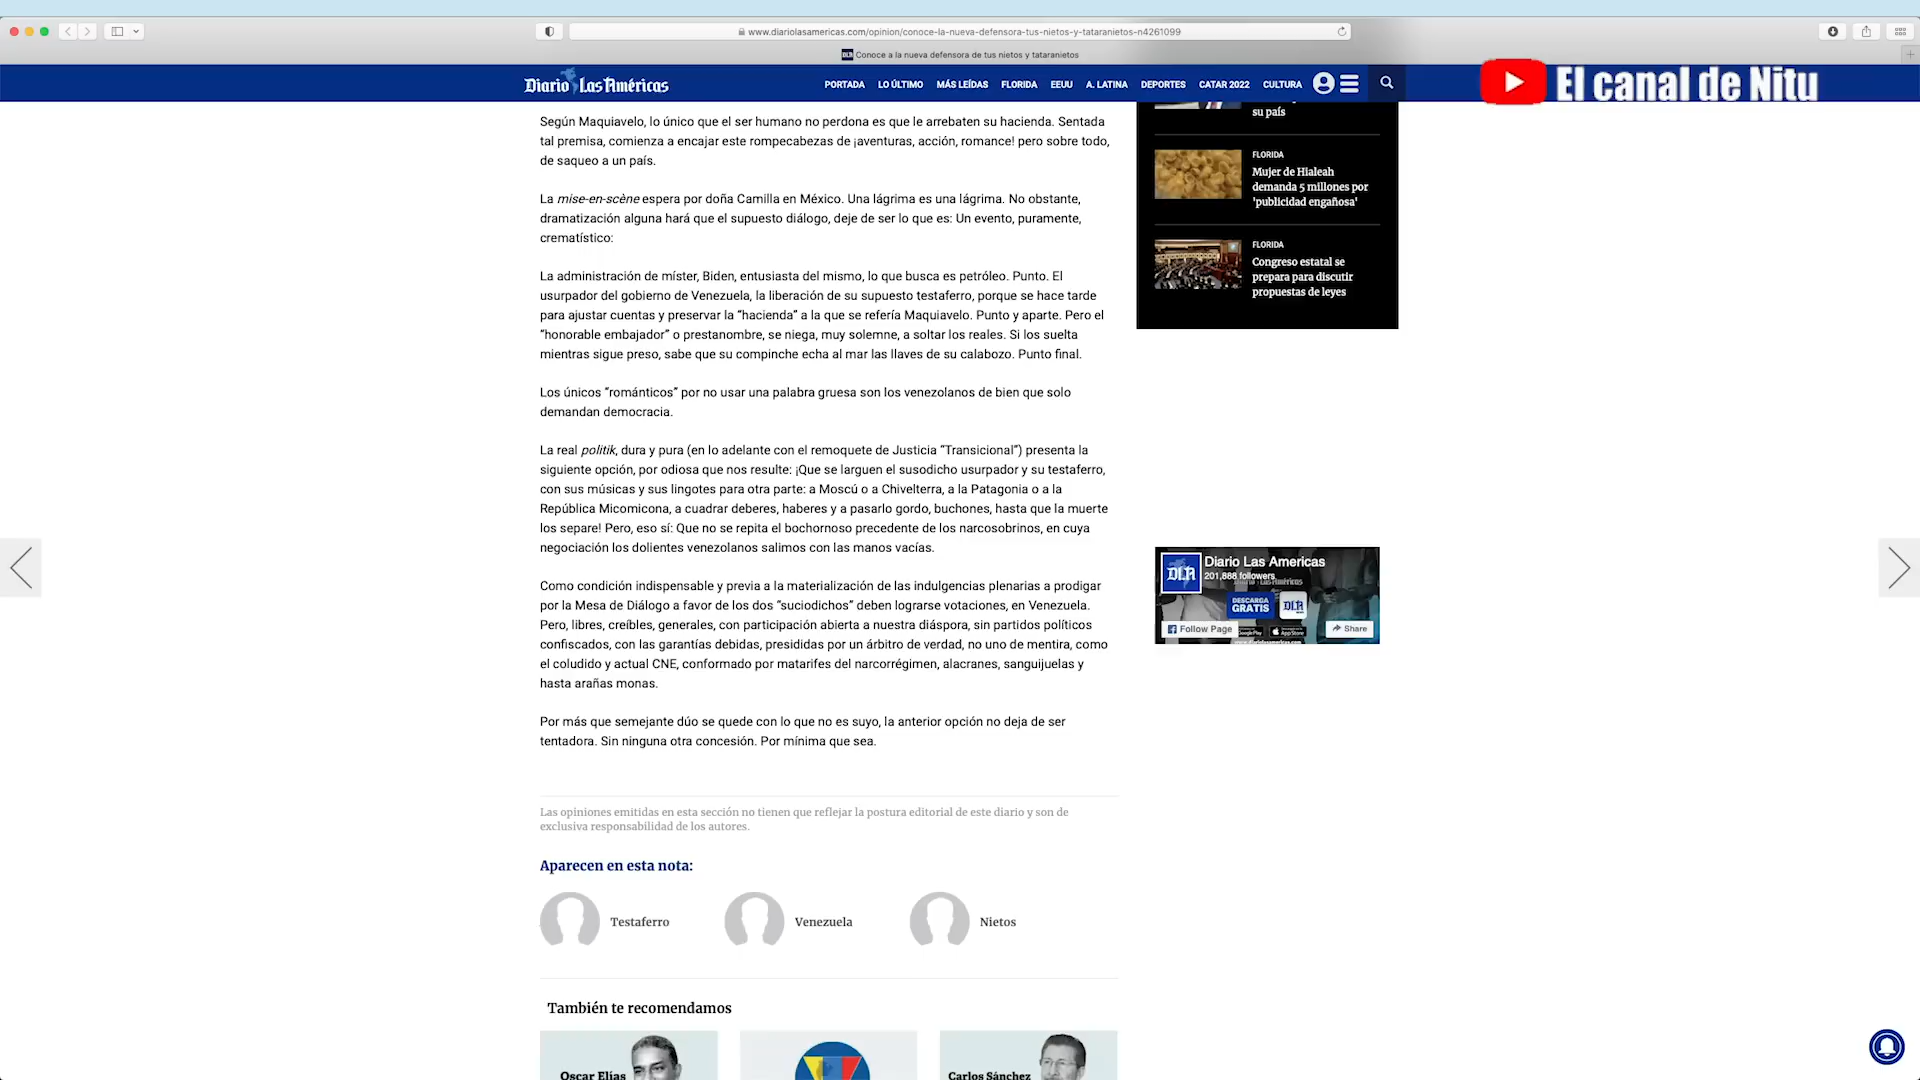 www.diariolasamericas.com/opinion/conoce-la-nueva-defensora-tus-nietos-y-tataranietos-n4261099
Conoce a la nueva defensora de tus nietos y tataranietos
Diario Las Américas
PORTADA LO ÚLTIMO MÁS LEÍDAS FLORIDA EEUU A. LATINA DEPORTES CATAR 2022 CULTURA
El canal de Nitu
Según Maquiavelo, lo único que el ser humano no perdona es que le arrebaten su hacienda. Sentada
tal premisa, comienza a encajar este rompecabezas de ¡aventuras, acción, romance! pero sobre todo,
de saqueo a un país.
La mise-en-scène espera por doña Camilla en México. Una lágrima es una lágrima. No obstante,
dramatización alguna hará que el supuesto diálogo, deje de ser lo que es: Un evento, puramente,
crematístico:
La administración de míster, Biden, entusiasta del mismo, lo que busca es petróleo. Punto. El
usurpador del gobierno de Venezuela, la liberación de su supuesto testaferro, porque se hace tarde
para ajustar cuentas y preservar la “hacienda” a la que se refería Maquiavelo. Punto y aparte. Pero el
“honorable embajador” o prestanombre, se niega, muy solemne, a soltar los reales. Si los suelta
mientras sigue preso, sabe que su compinche echa al mar las llaves de su calabozo. Punto final.
Los únicos “románticos” por no usar una palabra gruesa son los venezolanos de bien que solo
demandan democracia.
La real politik, dura y pura (en lo adelante con el remoquete de Justicia “Transicional”) presenta la
siguiente opción, por odiosa que nos resulte: ¡Que se larguen el susodicho usurpador y su testaferro,
con sus músicas y sus lingotes para otra parte: a Moscú o a Chivelterra, a la Patagonia o a la
República Micomicona, a cuadrar deberes, haberes y a pasarlo gordo, buchones, hasta que la muerte
los separe! Pero, eso sí: Que no se repita el bochornoso precedente de los narcosobrinos, en cuya
negociación los dolientes venezolanos salimos con las manos vacías.
Como condición indispensable y previa a la materialización de las indulgencias plenarias a prodigar
por la Mesa de Diálogo a favor de los dos “suciodichos” deben lograrse votaciones, en Venezuela.
Pero, libres, creíbles, generales, con participación abierta a nuestra diáspora, sin partidos políticos
confiscados, con las garantías debidas, presididas por un árbitro de verdad, no uno de mentira, como
el coludido y actual CNE, conformado por matarifes del narcorrégimen, alacranes, sanguijuelas y
hasta arañas monas.
Por más que semejante dúo se quede con lo que no es suyo, la anterior opción no deja de ser
tentadora. Sin ninguna otra concesión. Por mínima que sea.
Las opiniones emitidas en esta sección no tienen que reflejar la postura editorial de este diario y son de
exclusiva responsabilidad de los autores.
Aparecen en esta nota:
Testaferro
Venezuela
Nietos
También te recomendamos
Oscar Elías
Carlos Sánchez
su país
FLORIDA
Mujer de Hialeah
demanda 5 millones por
'publicidad engañosa'
FLORIDA
Congreso estatal se
prepara para discutir
propuestas de leyes
DLA
Diario Las Americas
201,888 followers
DESCARGA
GRATIS
DLA
Follow Page
Google Play
App Store
Share